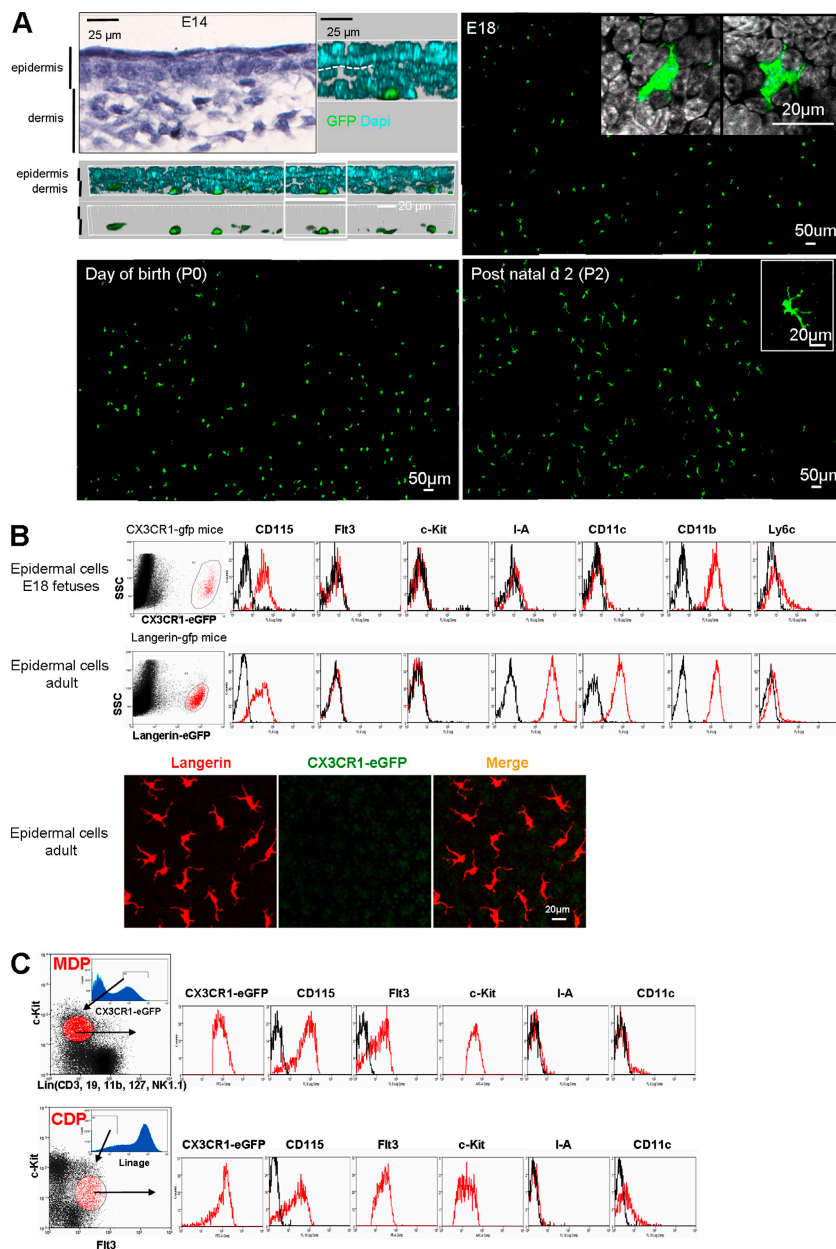 A
E14
25 µm
25 µm
epidermis
dermis
GFP Dapi
epidermis
dermis
20 µm
E18
20µm
50um
Day of birth (P0)
50µm
Post natal d 2 (P2)
20µm
50µm
B
CX3CR1-gfp mice
CD115 Flt3 c-Kit I-A CD11c CD11b Ly6c
Epidermal cells
E18 fetuses
SSC
CX3CR1-eGFP
Langerin-gfp mice
Epidermal cells
adult
SSC
Langerin-eGFP
Langerin CX3CR1-eGFP Merge
Epidermal cells
adult
20µm
C
MDP
CX3CR1-eGFP
c-Kit
Lin(CD3, 19, 11b, 127, NK1.1)
CX3CR1-eGFP CD115 Flt3 c-Kit I-A CD11c
CDP
Linage
c-Kit
Flt3
CX3CR1-eGFP CD115 Flt3 c-Kit I-A CD11c